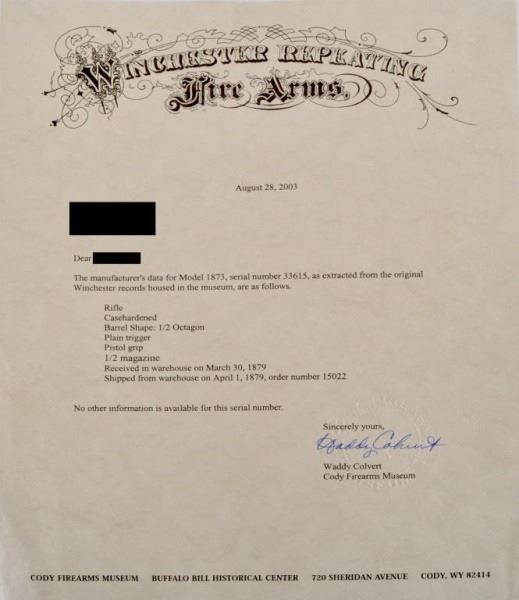 WINCHESTER REPEATING
Fire Arms.
August 28, 2003
Dear
The manufacturer's data for Model 1873, serial number 33615, as extracted from the original
Winchester records housed in the museum, are as follows.
Rifle
Casehardened
Barrel Shape: 1/2 Octagon
Plain trigger
Pistol grip
1/2 magazine
Received in warehouse on March 30, 1879
Shipped from warehouse on April 1, 1879, order number 15022
No other information is available for this serial number.
Sincerely yours,
Waddy Colvert
Waddy Colvert
Cody Firearms Museum
CODY FIREARMS MUSEUM BUFFALO BILL HISTORICAL CENTER 720 SHERIDAN AVENUE CODY, WY 82414